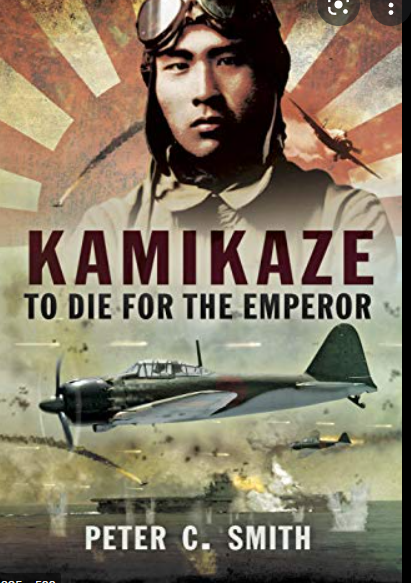 KAMIKAZE
TO DIE FOR THE EMPEROR
PETER C. SMITH